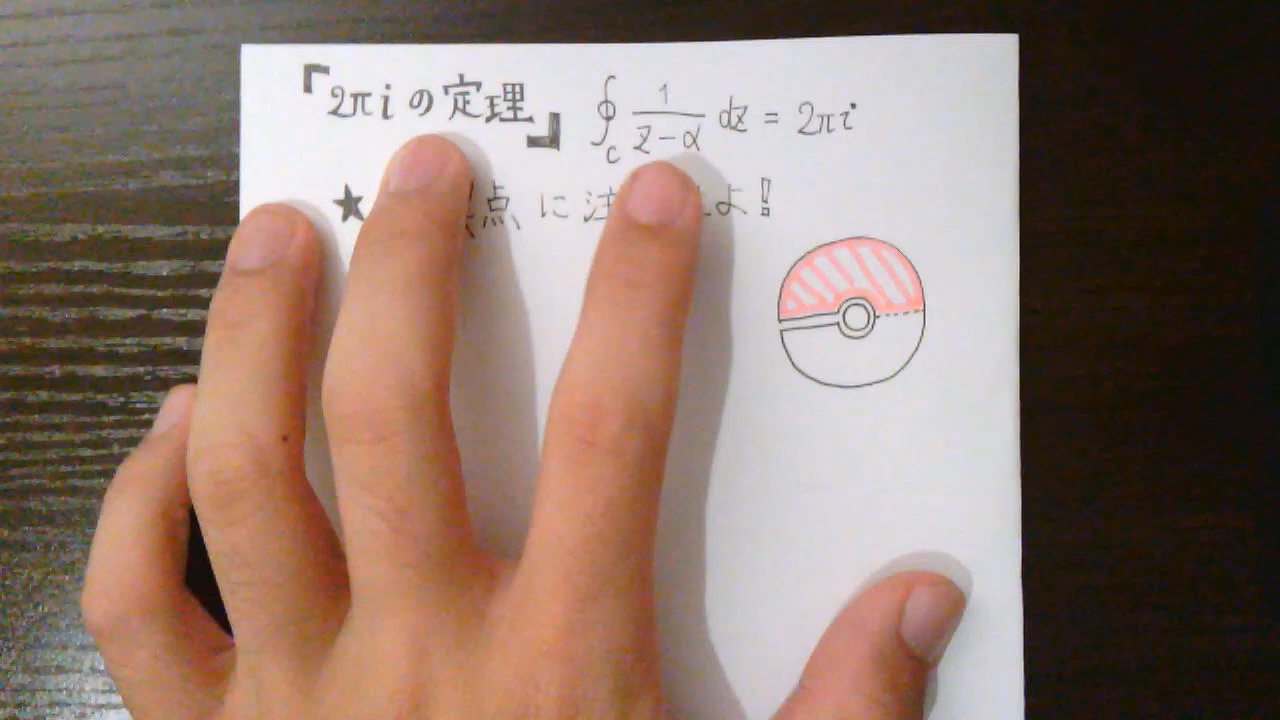 『2πiの定理』 ∮_C 1/(z-α) dz = 2πi
★ 点に注 よ!